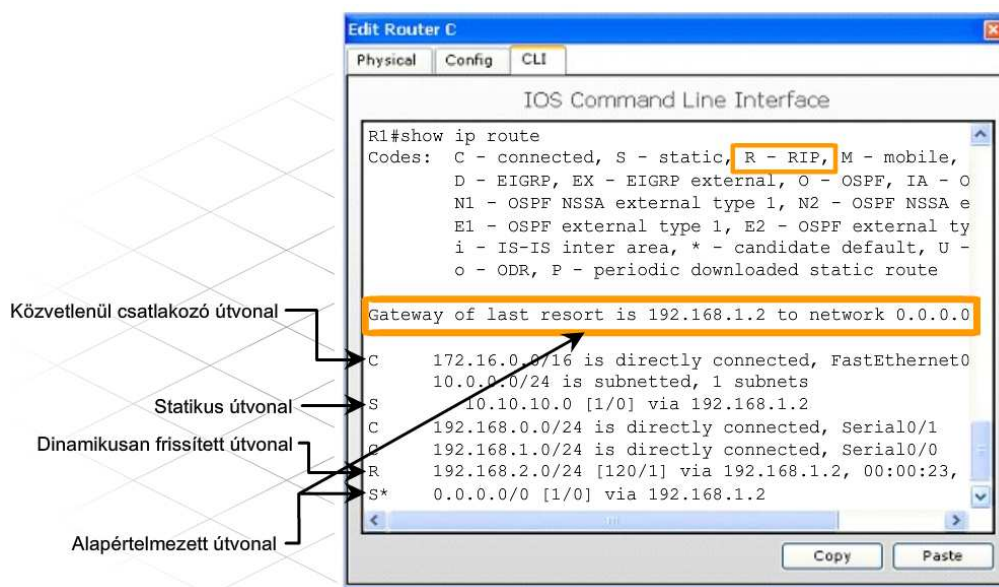 Edit Router C
Physical Config CLI
IOS Command Line Interface
R1#show ip route
Codes: C - connected, S - static, R - RIP, M - mobile,
D - EIGRP, EX - EIGRP external, O - OSPF, IA - O
N1 - OSPF NSSA external type 1, N2 - OSPF NSSA e
E1 - OSPF external type 1, E2 - OSPF external ty
i - IS-IS inter area, * - candidate default, U -
o - ODR, P - periodic downloaded static route
Gateway of last resort is 192.168.1.2 to network 0.0.0.0
Közvetlenül csatlakozó útvonal
C 172.16.0.0/16 is directly connected, FastEthernet0
10.0.0.0/24 is subnetted, 1 subnets
Statikus útvonal
S 10.10.10.0 [1/0] via 192.168.1.2
C 192.168.0.0/24 is directly connected, Serial0/1
Dinamikusan frissített útvonal
C 192.168.1.0/24 is directly connected, Serial0/0
R 192.168.2.0/24 [120/1] via 192.168.1.2, 00:00:23,
S* 0.0.0.0/0 [1/0] via 192.168.1.2
Alapértelmezett útvonal
Copy Paste